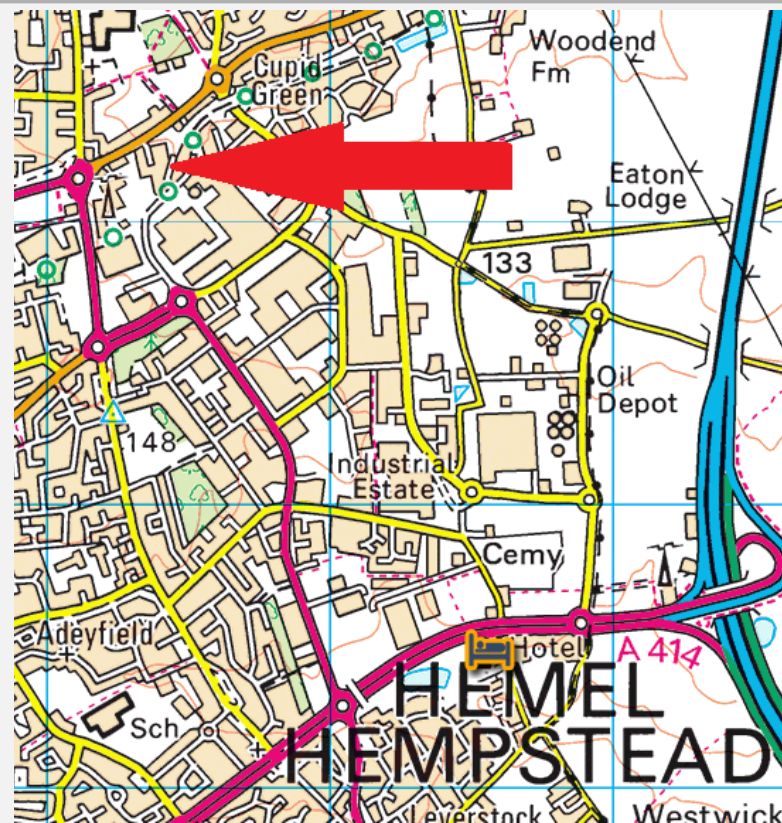 Woodend
Fm
Cupid
Green
Eaton
Lodge
133
Oil
Depot
148
Industrial
Estate
Cemy
Adeyfield
Hotel
A 414
HEMEL
HEMPSTEAD
Sch
Leverstock
Westwick